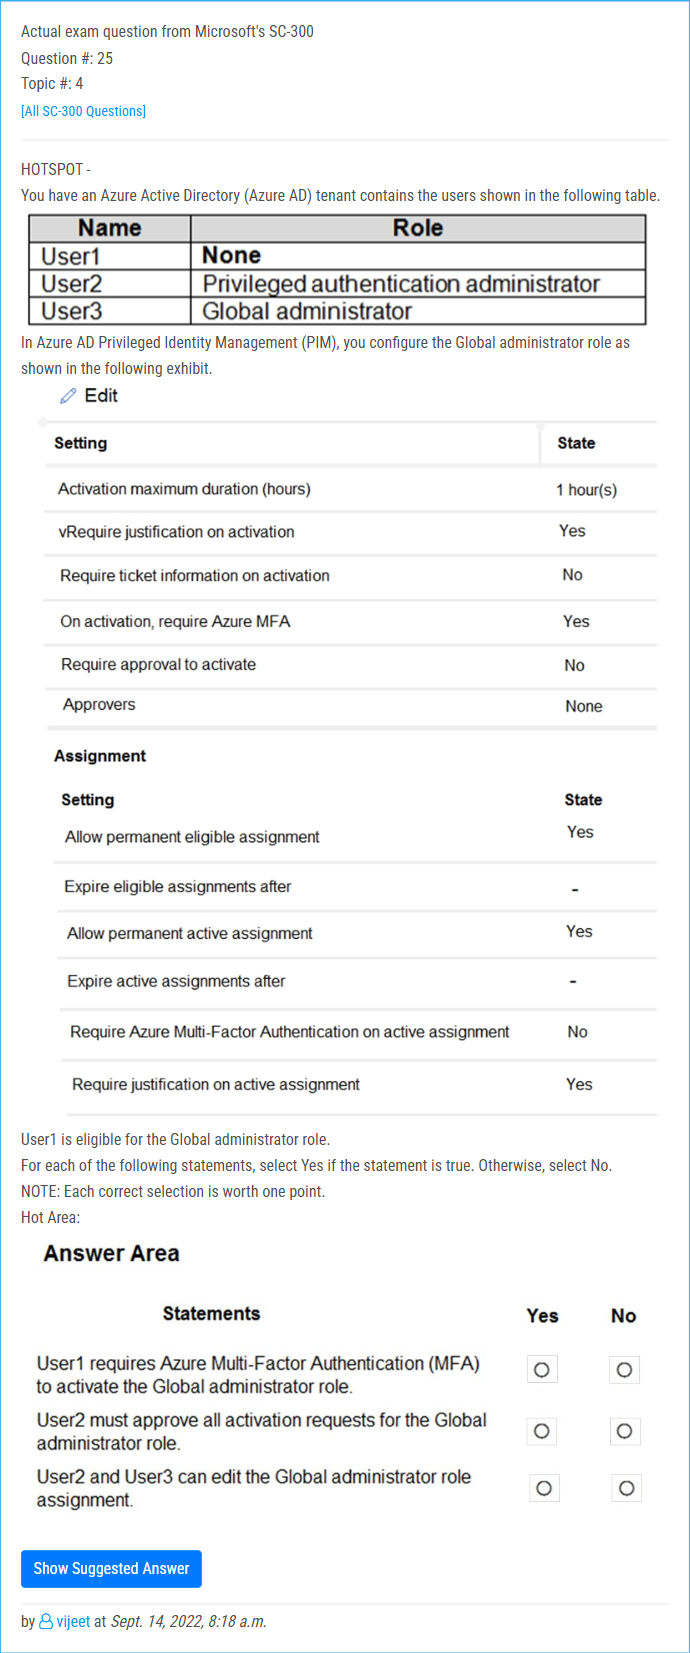 Actual exam question from Microsoft's SC-300
Question #: 25
Topic #: 4
[All SC-300 Questions]
HOTSPOT -
You have an Azure Active Directory (Azure AD) tenant contains the users shown in the following table.
Name Role
User1 None
User2 Privileged authentication administrator
User3 Global administrator
In Azure AD Privileged Identity Management (PIM), you configure the Global administrator role as
shown in the following exhibit.
Edit
Setting State
Activation maximum duration (hours) 1 hour(s)
vRequire justification on activation Yes
Require ticket information on activation No
On activation, require Azure MFA Yes
Require approval to activate No
Approvers None
Assignment
Setting State
Allow permanent eligible assignment Yes
Expire eligible assignments after -
Allow permanent active assignment Yes
Expire active assignments after -
Require Azure Multi-Factor Authentication on active assignment No
Require justification on active assignment Yes
User1 is eligible for the Global administrator role.
For each of the following statements, select Yes if the statement is true. Otherwise, select No.
NOTE: Each correct selection is worth one point.
Hot Area:
Answer Area
Statements Yes No
User1 requires Azure Multi-Factor Authentication (MFA)
to activate the Global administrator role.
User2 must approve all activation requests for the Global
administrator role.
User2 and User3 can edit the Global administrator role
assignment.
Show Suggested Answer
by vijeet at Sept. 14, 2022, 8:18 a.m.